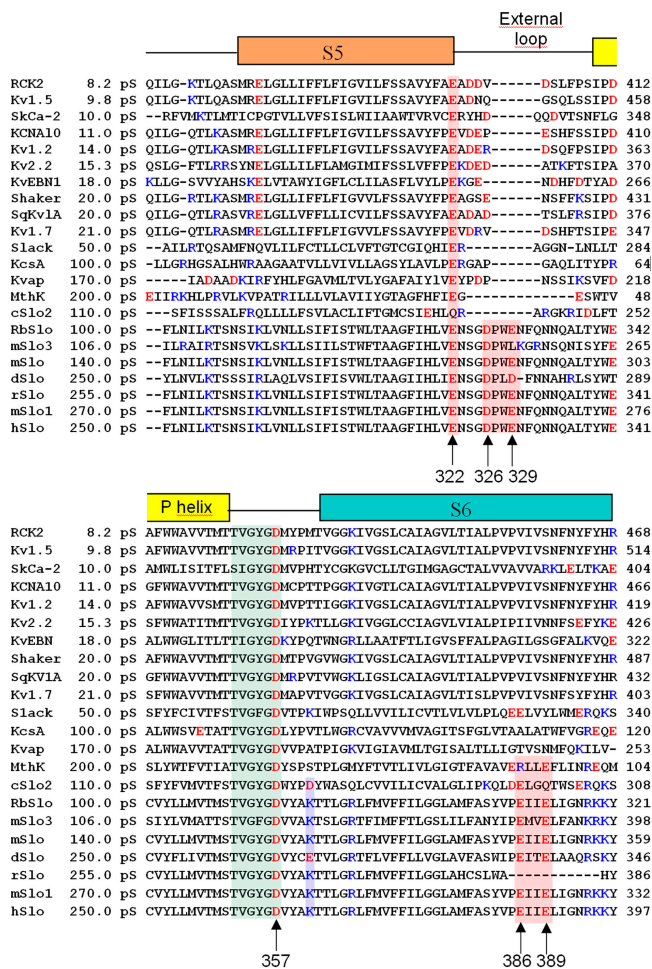 External
loop
S5
RCK2 8.2 pS QILG-KTLQASMRELGLLIFFLFIGVILFSSAVYFAEADDV------DSLFPSIPD 412
Kv1.5 9.8 pS QILGKTLQASMRELGLLIFFLFIGVILFSSAVYFAEADNQ------GSQLSSIPD 458
SkCa-2 10.0 pS -RFVMKTLMTICPGTVLLVFSISLWIIAAWTVRVCERYHD------QQDVTSNFLG 348
KCNA10 11.0 pS QILG-QTLKASMRELGLLIFFLFIGVILFSSAVYFAEVDEP------ESHFSSIPD 410
Kv1.2 14.0 pS QILG-QTLKASMRELGLLIFFLFIGVILFSSAVYFAEADER------DSQFPSIPD 363
Kv2.2 15.3 pS QSLG-FTLRRSYNELGLLILFLAMGIMIFSSLVFFPEKDED------ATKFTSIPA 370
KvEBN1 18.0 pS KLLG-SVVYAHSKELVTAWYIGFLCLILASFLVYLPEKGE------NDHFDTYAD 266
Shaker 20.0 pS QILG-RTLKASMRELGLLIFFLFIGVILFSSAVYFPEAGSE------NSFFKSIPD 431
SqKv1A 20.0 pS QILG-QTLRASVRELGLLVFFLLICVILFSSAVYFAEADAD------TSLFRSIPD 376
Kv1.7 21.0 pS QILG-QTLRASMRELGLLIFFLFIGVVLFSSAVYFPEVDRV------DSHFTSIPE 347
Slack 50.0 pS ---AILRTQSAMFNQVLILFCTLLCLVFTGTCGIQHIER------AGGN-LNLLT 284
KcsA 100.0 pS -LLGRHGSALHWRAAGAATVLLVIVLLAGSYLAVLPERGAP------GAQLITYPR 64
Kvap 170.0 pS ---IADAADKIRFYHLFGAVMLTVLYGAFAIYIVEYPDP------NSSIKSVFD 218
MthK 200.0 pS EIIRKHLPRVLKVPATRILLLVLAVIIYGTAGFHFIEG------ESWTV 48
cSlo2 110.0 pS ---SFISSSALFRQLLLLFSVLACLIFTGMCSIEHLQR------ARGKRIDLFT 252
RbSlo 110.0 pS --FLNILKTSNSIKLVNLLSIFISTWLTAAGFIHLVENSGDPWENFQNNQALTYWE 342
mSlo3 106.0 pS --ILRAIRTSNSVKLSKLLSIVISTWFTAAGFLHLVENSGDPWLKGRNSQNISYFE 265
mSlo 140.0 pS --FLNILKTSNSIKLVNLLSIFISTWLTAAGFIHLVENSGDPWENFQNNQALTYWE 303
dSlo 250.0 pS --YLNVLKTSSSIRLAQLVSIFISVWLTAAGIIHLLENSGDPLD-FNNAHRLSYWT 289
rSlo 255.0 pS --FLNILKTSNSIKLVNLLSIFISTWLTAAGFIHLVENSGDPWENFQNNQALTYWE 341
mSlo1 270.0 pS --FLNILKTSNSIKLVNLLSIFISTWLTAAGFIHLVENSGDPWENFQNNQALTYWE 276
hSlo 250.0 pS --FLNILKTSNSIKLVNLLSIFISTWLTAAGFIHLVENSGDPWENFQNNQALTYWE 341
322 326 329
P helix S6
RCK2 8.2 pS AFWWAVVTMTTVGYGDMYPMTVGGKIVGSLCAIAGVLTIALPVPVIVSNFNYFYHR 468
Kv1.5 9.8 pS AFWWAVVTMTTVGYGDMRPITVGGKIVGSLCAIAGVLTIALPVPVIVSNFNYFYHR 514
SkCa-2 10.0 pS AMWLISITFLSIGYGDMVPHTYCGKGVCLLTGIMGAGCTALVVAVVARKLELTKAE 404
KCNA10 11.0 pS GFWWAVVTMTTVGYGDMCPTTPGGKIVGTLCAIAGVLTIALPVPVIVSNFNYFYHR 466
Kv1.2 14.0 pS AFWWAVVSMTTVGYGDMVPTTIGGKIVGSLCAIAGVLTIALPVPVIVSNFNYFYHR 419
Kv2.2 15.3 pS SFWWATITMTTVGYGDIYPKTLLGKIVGGLCCIAGVLVIALPIPIIVNNFSEFYKE 426
KvEBN 18.0 pS ALWWGLITLTTIGYGDKYPQTWNGRLLAATFTLIGVSFFALPAGILGSGFALKVQE 322
Shaker 20.0 pS AFWWAVVTMTTVGYGDMTPVGVWGKIVGSLCAIAGVLTIALPVPVIVSNFNYFYHR 487
SqKV1A 20.0 pS GFWWAVVTMTTVGYGDMRPVTVWGKIVGSLCAIAGVLTIALPVPVIVSNFNYFYHR 432
Kv1.7 21.0 pS SFWWAVVTMTTVGYGDMAPVTVGGKIVGSLCAIAGVLTISLPVPVIVSNFSYFYHR 403
Slack 50.0 pS SFYFCIVTFSTVGFGDVTPKIWPSQLLVVILICVTLVVLPLQEELVYLWMERQKS 340
KcsA 100.0 pS ALWWSVETATTVGYGDLYPVTLWGRCVAVVVMVAGITSFGLVTAALATWFVGREQE 120
Kvap 170.0 pS ALWWAVVTATTVGYGDVVPATPIGKVIGIAVMLTGISALTLLIGTVSNMFQKILV- 253
MthK 200.0 pS SLYWTFVTIATVGYGDYSPSTPLGMYFTVTLIVLGIGTFAVAVERLLEFLINREQM 104
cSlo2 110.0 pS SFYFVMVTFSTVGYGDWYPDYWASQLCVVILICVALGLIPKQLDELGQTWSERQKS 308
RbSlo 110.0 pS CVYLLMVTMSTVGYGDVYAKTTLGRLFMVFFILGGLAMFASYVPEIIELIGNRKKY 321
mSlo3 106.0 pS SIYLVMATTSTVGFGDVVAKTSLGRTFIMFFTLGSLILFANYIPEMVELFANKRKY 398
mSlo 140.0 pS CVYLLMVTMSTVGYGDVYAKTTLGRLFMVFFILGGLAMFASYVPEIIELIGNRKKY 359
dSlo 250.0 pS CVYFLIVTMSTVGYGDVYCETVLGRTFLVFFLLVGLAVFASWIPEITELAAQRSKY 346
rSlo 255.0 pS CVYLLMVTMSTVGYGDVYAKTTLGRLFMVFFILGGLAHCSLWA-----------HY 386
mSlo1 270.0 pS CVYLLMVTMSTVGYGDVYAKTTLGRLFMVFFILGGLAMFASYVPEIIELIGNRKKY 332
hSlo 250.0 pS CVYLLMVTMSTVGYGDVYAKTTLGRLFMVFFILGGLAMFASYVPEIIELIGNRKKY 397
357 386 389